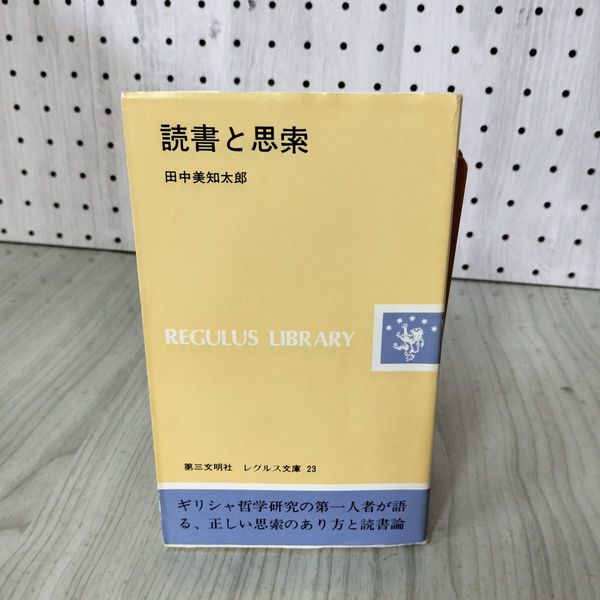 読書と思索
田中美知太郎
REGULUS LIBRARY
第三文明社 レグルス文庫 23
ギリシャ哲学研究の第一人者が語
る、正しい思索のあり方と読書論